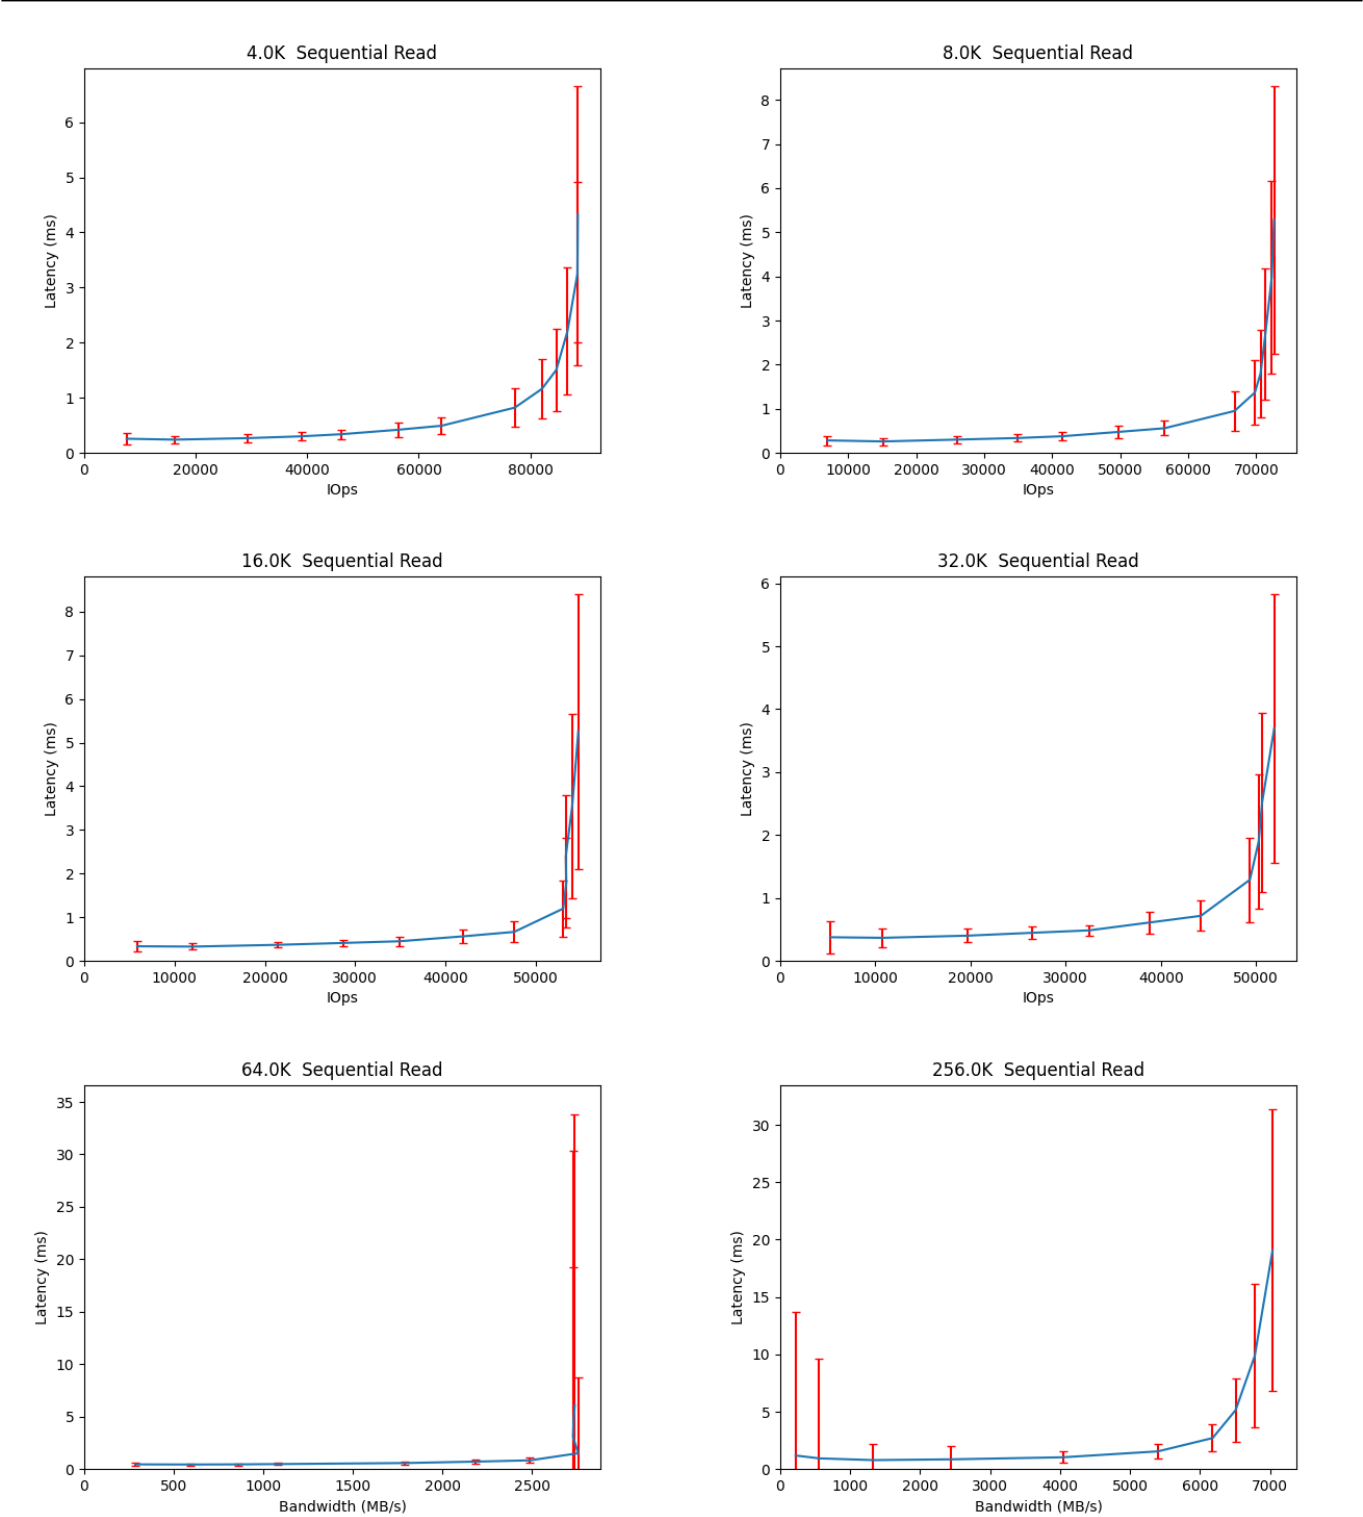 4.0K  Sequential Read
6
5
4
3
2
1
0
Latency (ms)
0 20000 40000 60000 80000
IOps
8.0K  Sequential Read
8
7
6
5
4
3
2
1
0
Latency (ms)
0 10000 20000 30000 40000 50000 60000 70000
IOps
16.0K  Sequential Read
8
7
6
5
4
3
2
1
0
Latency (ms)
0 10000 20000 30000 40000 50000
IOps
32.0K  Sequential Read
6
5
4
3
2
1
0
Latency (ms)
0 10000 20000 30000 40000 50000
IOps
64.0K  Sequential Read
35
30
25
20
15
10
5
0
Latency (ms)
0 500 1000 1500 2000 2500
Bandwidth (MB/s)
256.0K  Sequential Read
30
25
20
15
10
5
0
Latency (ms)
0 1000 2000 3000 4000 5000 6000 7000
Bandwidth (MB/s)